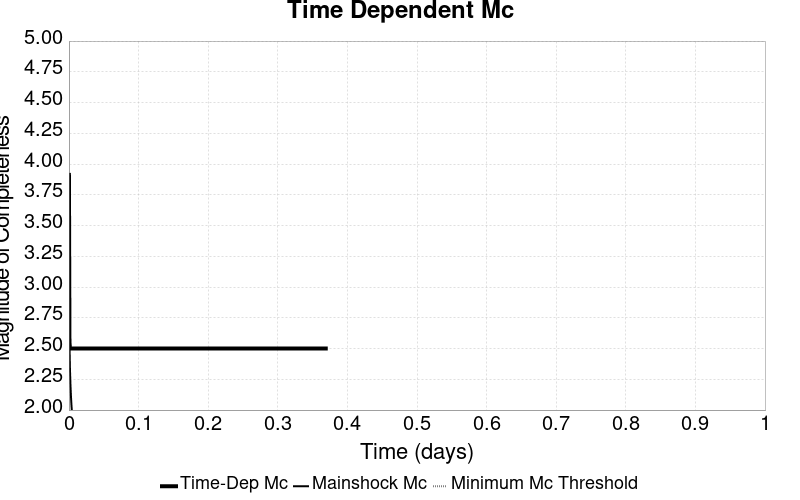 Time Dependent Mc
5.00
4.75
4.50
4.25
4.00
3.75
3.50
3.25
3.00
2.75
2.50
2.25
2.00
Magnitude of Completeness
0 0.1 0.2 0.3 0.4 0.5 0.6 0.7 0.8 0.9 1
Time (days)
Time-Dep Mc Mainshock Mc Minimum Mc Threshold